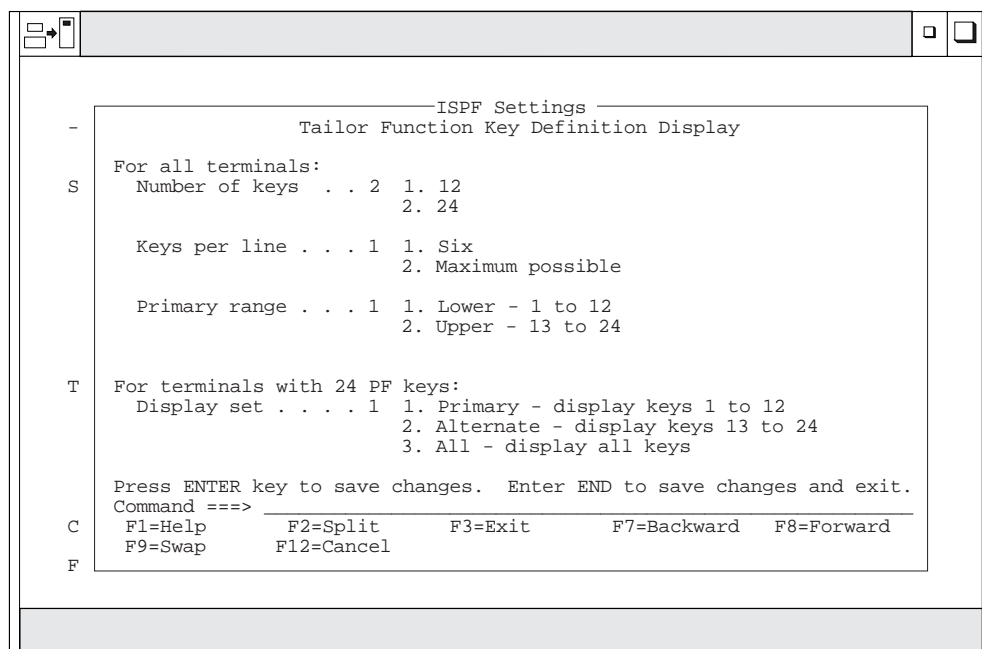 ISPF Settings
- Tailor Function Key Definition Display
For all terminals:
S Number of keys . . 2 1. 12
2. 24
Keys per line . . . 1 1. Six
2. Maximum possible
Primary range . . . 1 1. Lower - 1 to 12
2. Upper - 13 to 24
T For terminals with 24 PF keys:
Display set . . . . 1 1. Primary - display keys 1 to 12
2. Alternate - display keys 13 to 24
3. All - display all keys
Press ENTER key to save changes. Enter END to save changes and exit.
Command ===> 
C F1=Help F2=Split F3=Exit F7=Backward F8=Forward
F9=Swap F12=Cancel
F